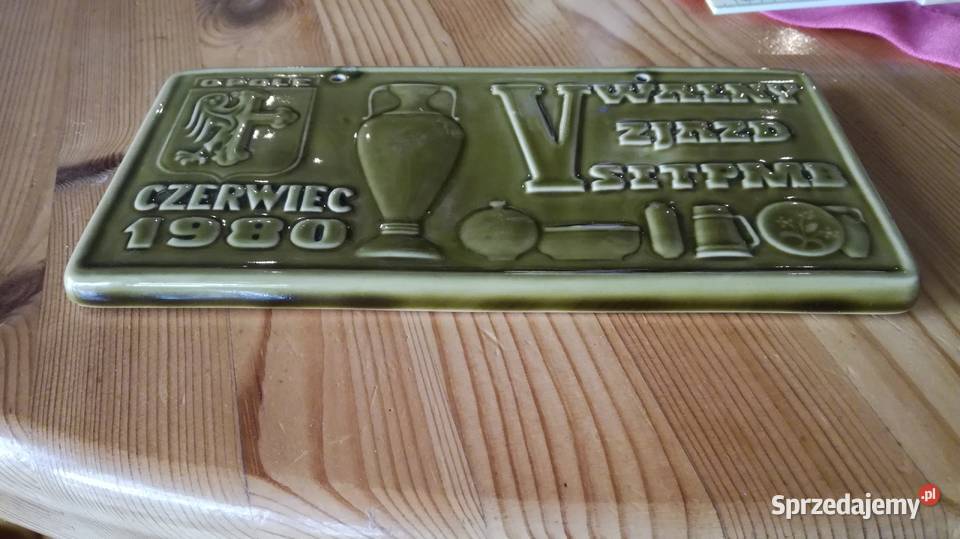 OPOLE
CZERWIEC
1980
V WALNY
ZJAZD
SITPMB
Sprzedajemy.pl